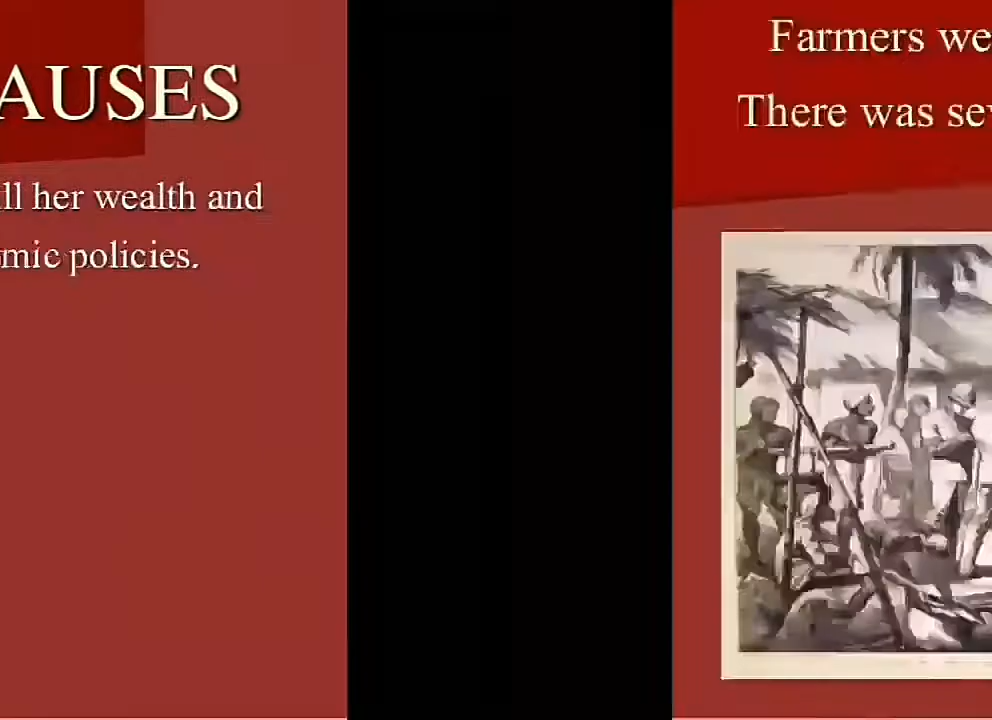 AUSES
ll her wealth and
mic policies.
Farmers we
There was sev